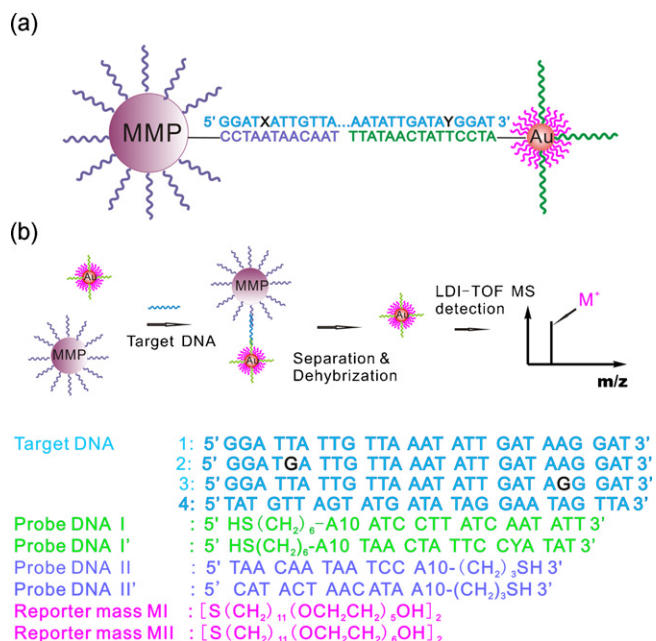 (a)
5' GGATXATTGTTA...AATATTGATAYGGAT 3'
MMP
CCTAATAACAAT TTATAACTATTCCTA
Au
(b)
Au
MMP
LDI-TOF MS
detection
M⁺
MMP
Target DNA
Au
Au
Separation &
Dehybrization
m/z
Target DNA 1: 5' GGA TTA TTG TTA AAT ATT GAT AAG GAT 3'
2: 5' GGA TGA TTG TTA AAT ATT GAT AAG GAT 3'
3: 5' GGA TTA TTG TTA AAT ATT GAT AGG GAT 3'
4: 5' TAT GTT AGT ATG ATA TAG GAA TAG TTA 3'
Probe DNA I : 5' HS(CH₂)₆-A10 ATC CTT ATC AAT ATT 3'
Probe DNA I' : 5' HS(CH₂)₆-A10 TAA CTA TTC CYA TAT 3'
Probe DNA II : 5' TAA CAA TAA TCC A10-(CH₂)₃SH 3'
Probe DNA II' : 5' CAT ACT AAC ATA A10-(CH₂)₃SH 3'
Reporter mass MI : [S(CH₂)₁₁(OCH₂CH₂)₅OH]₂
Reporter mass MII : [S(CH₂)₁₁(OCH₂CH₂)₆OH]₂